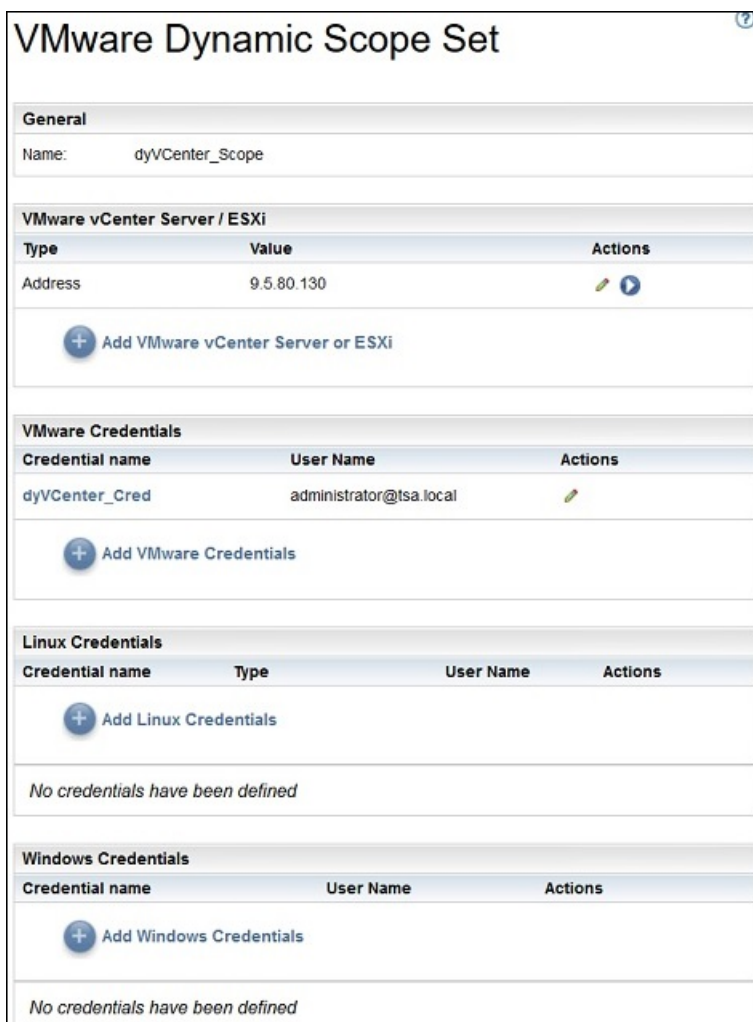 VMware Dynamic Scope Set
?
General
Name: dyVCenter_Scope
VMware vCenter Server / ESXi
Type Value Actions
Address 9.5.80.130
Add VMware vCenter Server or ESXi
VMware Credentials
Credential name User Name Actions
dyVCenter_Cred administrator@tsa.local
Add VMware Credentials
Linux Credentials
Credential name Type User Name Actions
Add Linux Credentials
No credentials have been defined
Windows Credentials
Credential name User Name Actions
Add Windows Credentials
No credentials have been defined